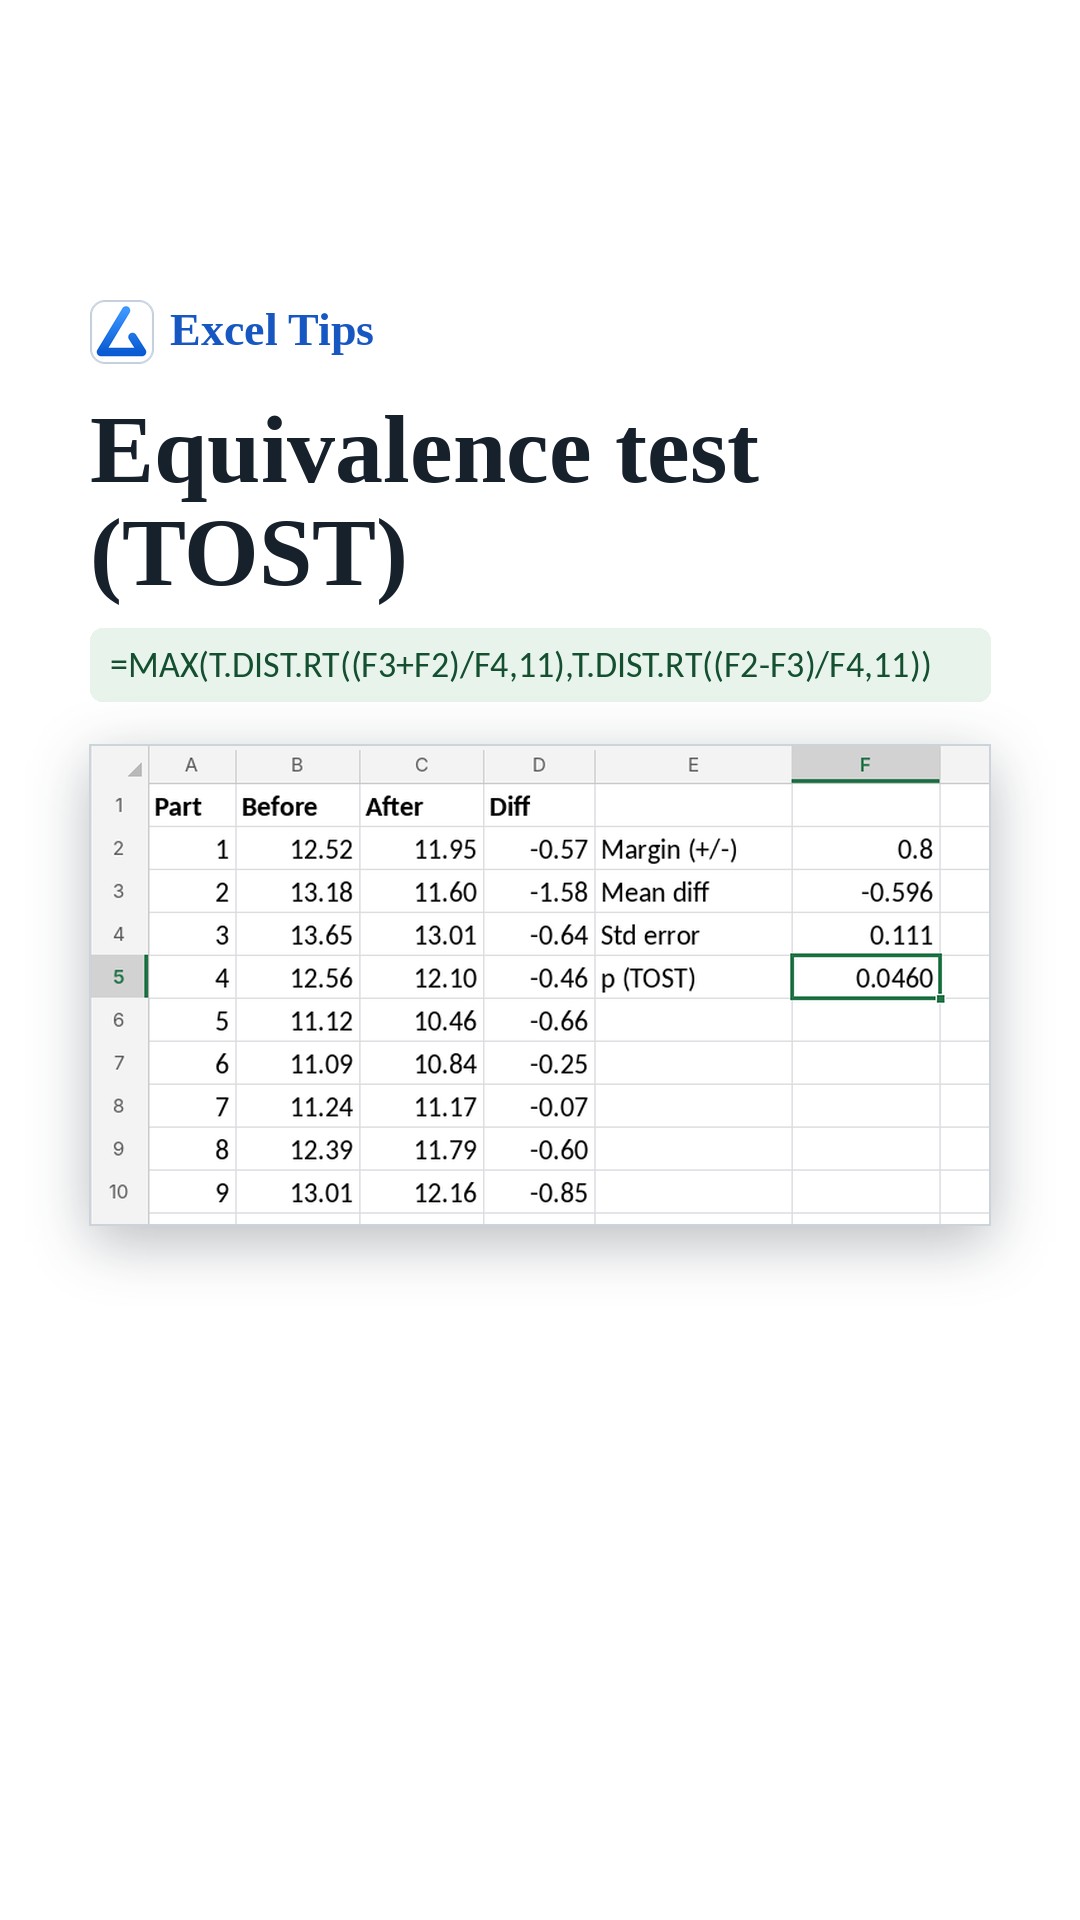 Excel Tips
Equivalence test
(TOST)
=MAX(T.DIST.RT((F3+F2)/F4,11),T.DIST.RT((F2-F3)/F4,11))
A B C D E F
1 Part Before After Diff
2 1 12.52 11.95 -0.57 Margin (+/-) 0.8
3 2 13.18 11.60 -1.58 Mean diff -0.596
4 3 13.65 13.01 -0.64 Std error 0.111
5 4 12.56 12.10 -0.46 p (TOST) 0.0460
6 5 11.12 10.46 -0.66
7 6 11.09 10.84 -0.25
8 7 11.24 11.17 -0.07
9 8 12.39 11.79 -0.60
10 9 13.01 12.16 -0.85